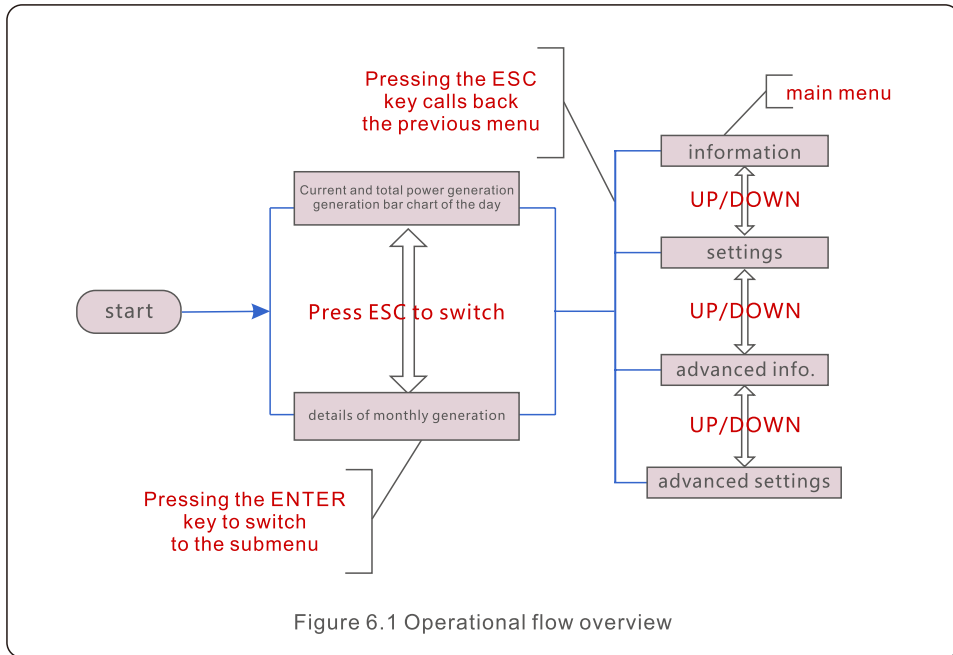 Pressing the ESC
key calls back
the previous menu
main menu
information
UP/DOWN
Current and total power generation
generation bar chart of the day
settings
start
Press ESC to switch
UP/DOWN
advanced info.
details of monthly generation
UP/DOWN
advanced settings
Pressing the ENTER
key to switch
to the submenu
Figure 6.1 Operational flow overview